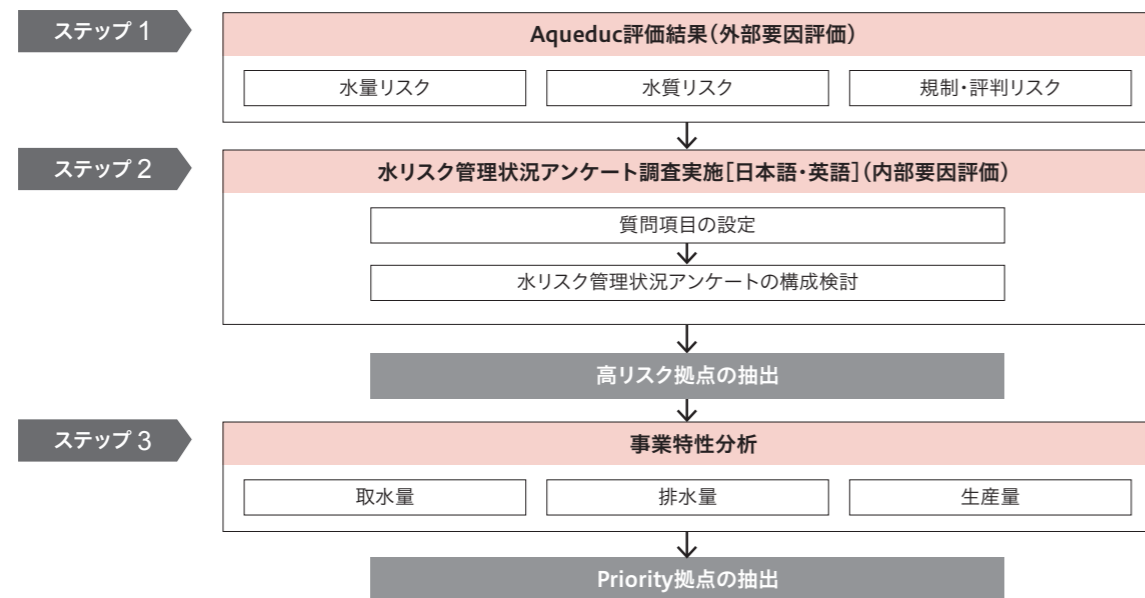 ステップ 1
Aqueduc評価結果(外部要因評価)
水量リスク
水質リスク
規制・評判リスク
ステップ 2
水リスク管理状況アンケート調査実施[日本語・英語](内部要因評価)
質問項目の設定
水リスク管理状況アンケートの構成検討
高リスク拠点の抽出
ステップ 3
事業特性分析
取水量
排水量
生産量
Priority拠点の抽出